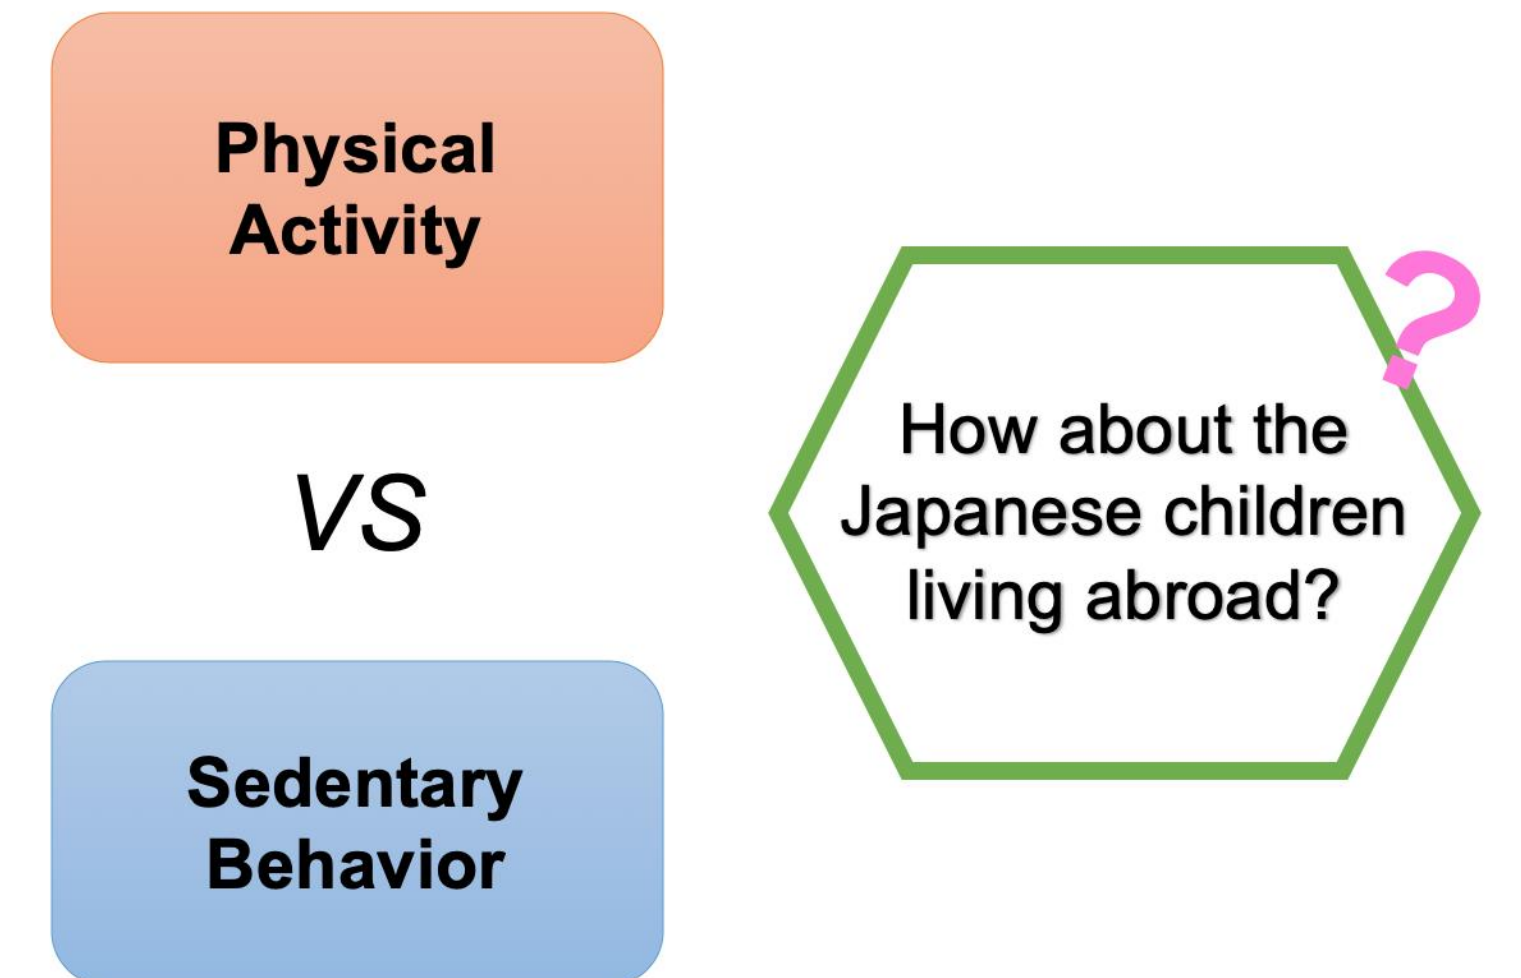 Physical
Activity
VS
Sedentary
Behavior
?
How about the
Japanese children
living abroad?